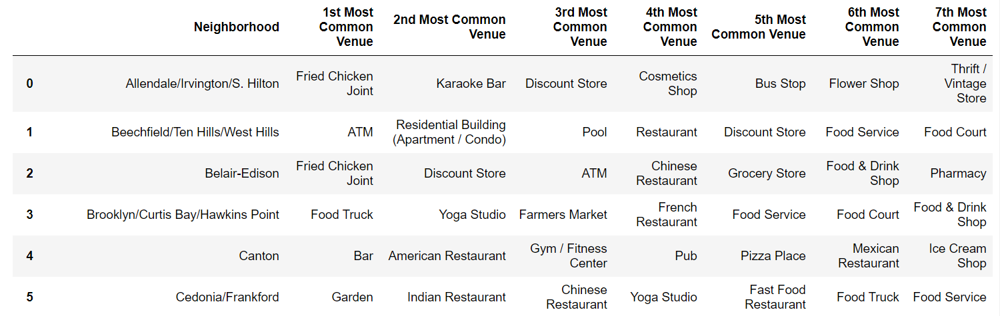 Neighborhood 1st Most Common Venue 2nd Most Common Venue 3rd Most Common Venue 4th Most Common Venue 5th Most Common Venue 6th Most Common Venue 7th Most Common Venue
0 Allendale/Irvington/S. Hilton Fried Chicken Joint Karaoke Bar Discount Store Cosmetics Shop Bus Stop Flower Shop Thrift / Vintage Store
1 Beechfield/Ten Hills/West Hills ATM Residential Building (Apartment / Condo) Pool Restaurant Discount Store Food Service Food Court
2 Belair-Edison Fried Chicken Joint Discount Store ATM Chinese Restaurant Grocery Store Food & Drink Shop Pharmacy
3 Brooklyn/Curtis Bay/Hawkins Point Food Truck Yoga Studio Farmers Market French Restaurant Food Service Food Court Food & Drink Shop
4 Canton Bar American Restaurant Gym / Fitness Center Pub Pizza Place Mexican Restaurant Ice Cream Shop
5 Cedonia/Frankford Garden Indian Restaurant Chinese Restaurant Yoga Studio Fast Food Restaurant Food Truck Food Service